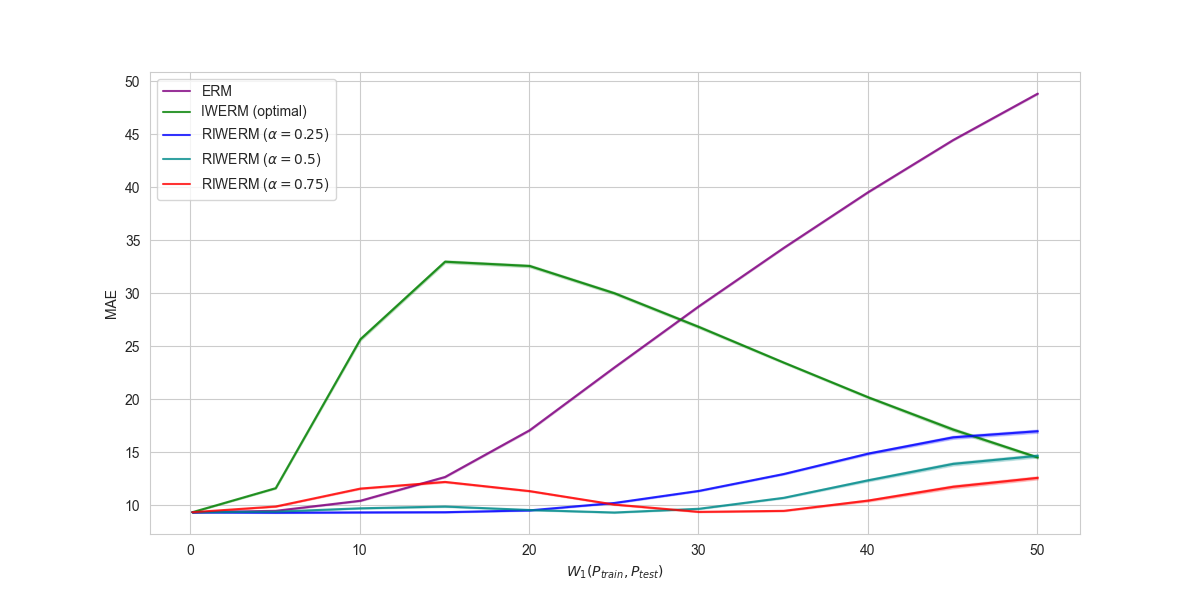 50
45
40
35
30
25
20
15
10
MAE
ERM
IWERM (optimal)
RIWERM (α = 0.25)
RIWERM (α = 0.5)
RIWERM (α = 0.75)
0 10 20 30 40 50
W₁(P_train, P_test)